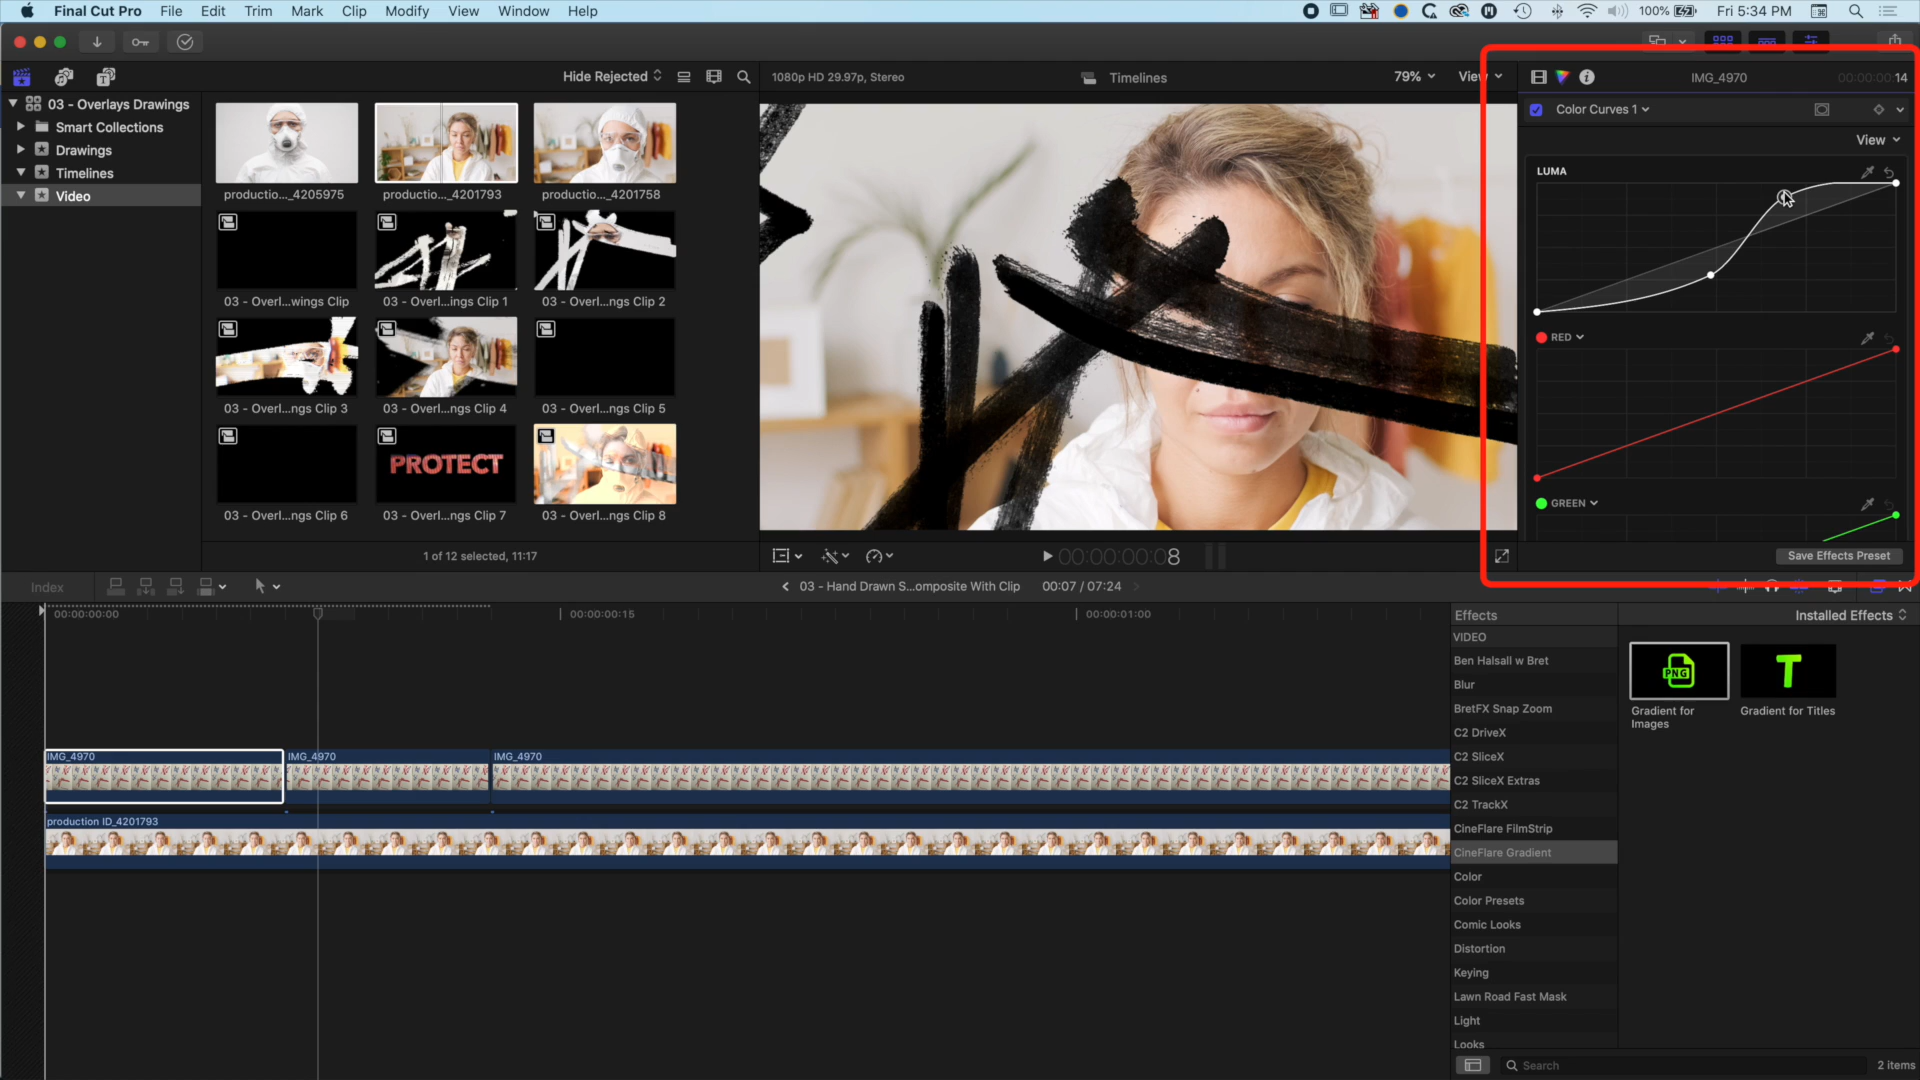 Final Cut Pro File Edit Trim Mark Clip Modify View Window Help 100% Fri 5:34 PM
Hide Rejected 1080p HD 29.97p, Stereo Timelines 79% View IMG_4970 00:00:00:00:14
03 - Overlays Drawings
Smart Collections
Drawings
Timelines
Video
productio..._4205975 productio..._4201793 productio..._4201758
03 - Overl...wings Clip 03 - Overl...ings Clip 1 03 - Overl...ngs Clip 2
03 - Overl...ngs Clip 3 03 - Overl...ngs Clip 4 03 - Overl...ngs Clip 5
PROTECT
03 - Overl...ngs Clip 6 03 - Overl...ngs Clip 7 03 - Overl...ngs Clip 8
1 of 12 selected, 11:17
00:00:00:08
Color Curves 1
View
LUMA
RED
GREEN
Save Effects Preset
Index 03 - Hand Drawn S...omposite With Clip 00:07 / 07:24
00:00:00:00 00:00:00:15 00:00:01:00
IMG_4970 IMG_4970 IMG_4970
production ID_4201793
Effects Installed Effects
VIDEO
Ben Halsall w Bret
Blur
BretFX Snap Zoom
C2 DriveX
C2 SliceX
C2 SliceX Extras
C2 TrackX
CineFlare FilmStrip
CineFlare Gradient
Color
Color Presets
Comic Looks
Distortion
Keying
Lawn Road Fast Mask
Light
Looks
PNG T
Gradient for Images
Gradient for Titles
Search 2 items